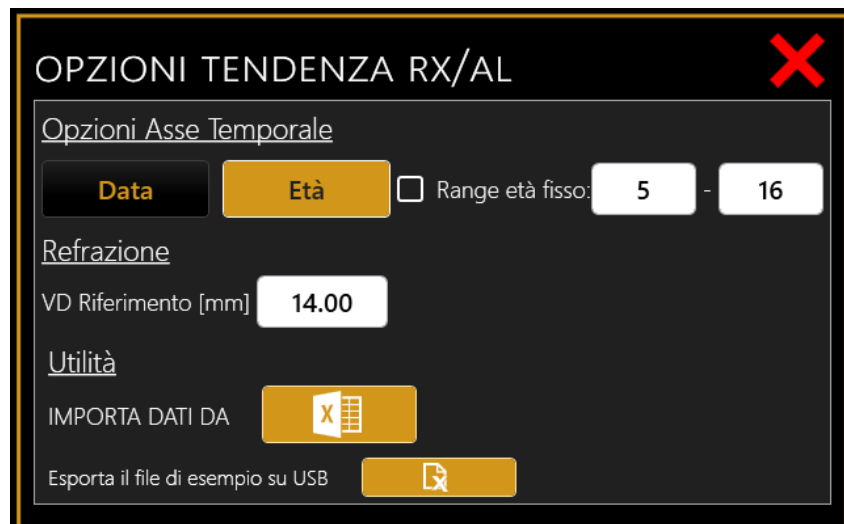 OPZIONI TENDENZA RX/AL
Opzioni Asse Temporale
Data Età Range età fisso: 5 - 16
Refrazione
VD Riferimento [mm] 14.00
Utilità
IMPORTA DATI DA X
Esporta il file di esempio su USB